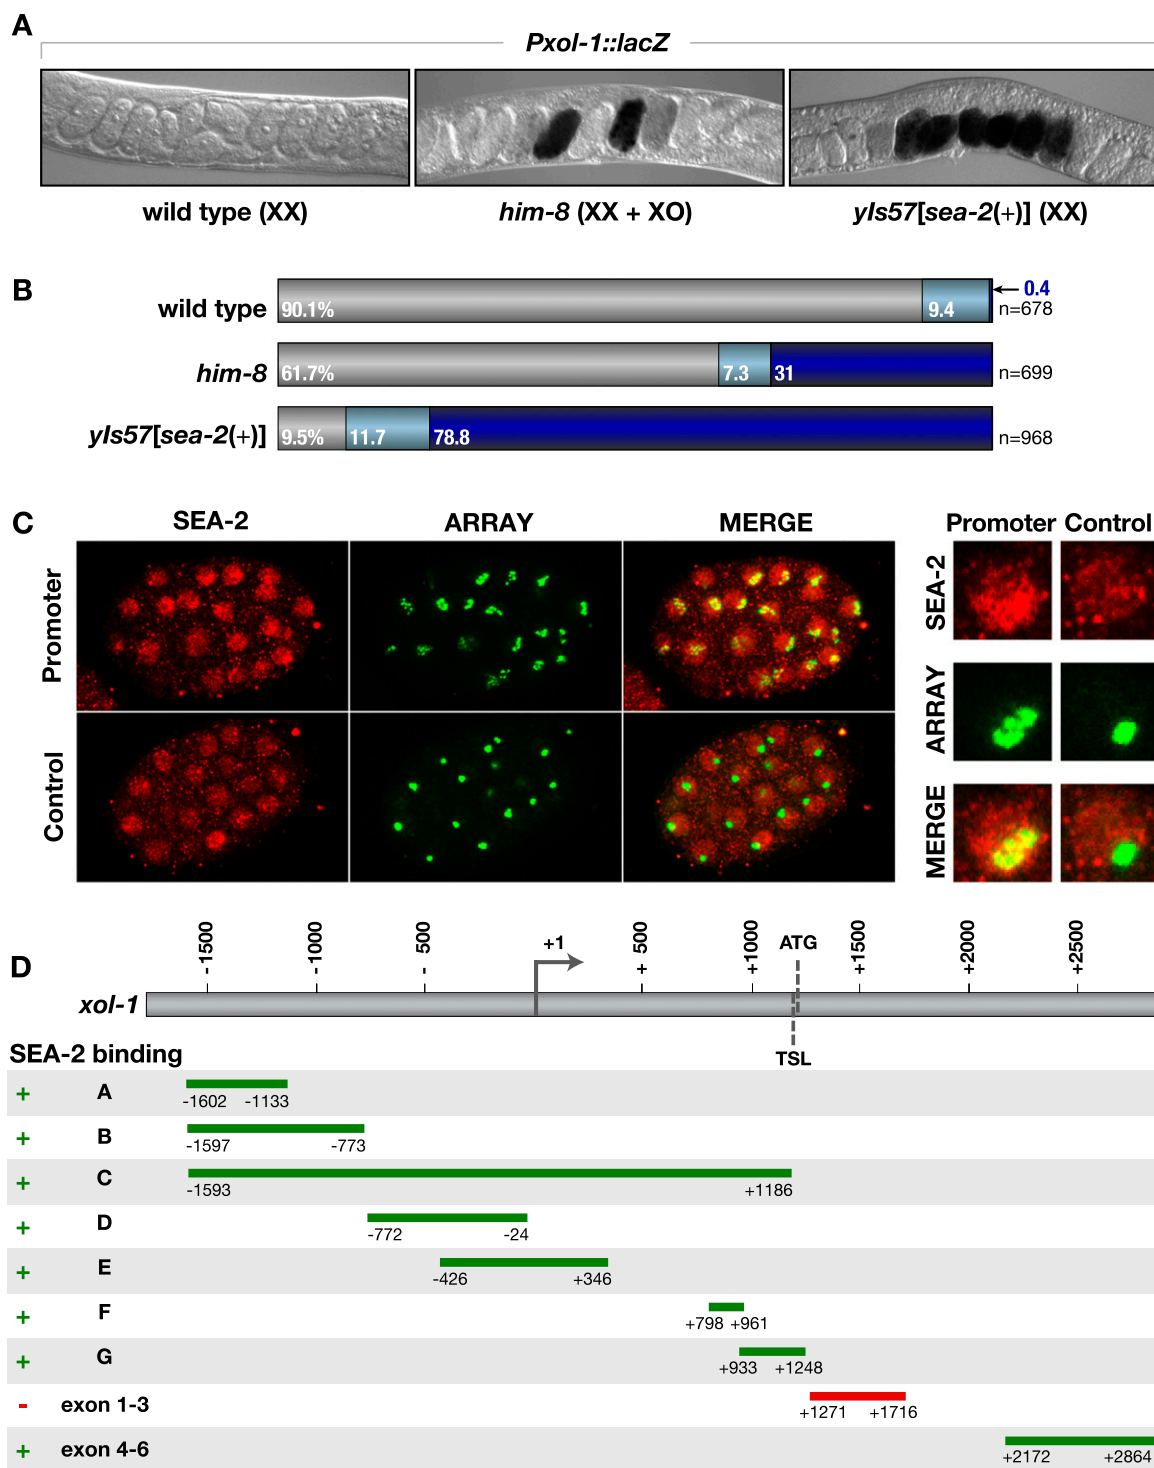 A
Pxol-1::lacZ
wild type (XX)
him-8 (XX + XO)
yIs57[sea-2(+)] (XX)
B
wild type
90.1%
9.4
0.4
n=678
him-8
61.7%
7.3
31
n=699
yIs57[sea-2(+)]
9.5%
11.7
78.8
n=968
C
SEA-2
ARRAY
MERGE
Promoter
Control
Promoter
Control
SEA-2
ARRAY
MERGE
D
- 1500
- 1000
- 500
+1
+ 500
+1000
ATG
+1500
+2000
+2500
xol-1
TSL
SEA-2 binding
+ A
-1602 -1133
+ B
-1597 -773
+ C
-1593 +1186
+ D
-772 -24
+ E
-426 +346
+ F
+798 +961
+ G
+933 +1248
- exon 1-3
+1271 +1716
+ exon 4-6
+2172 +2864